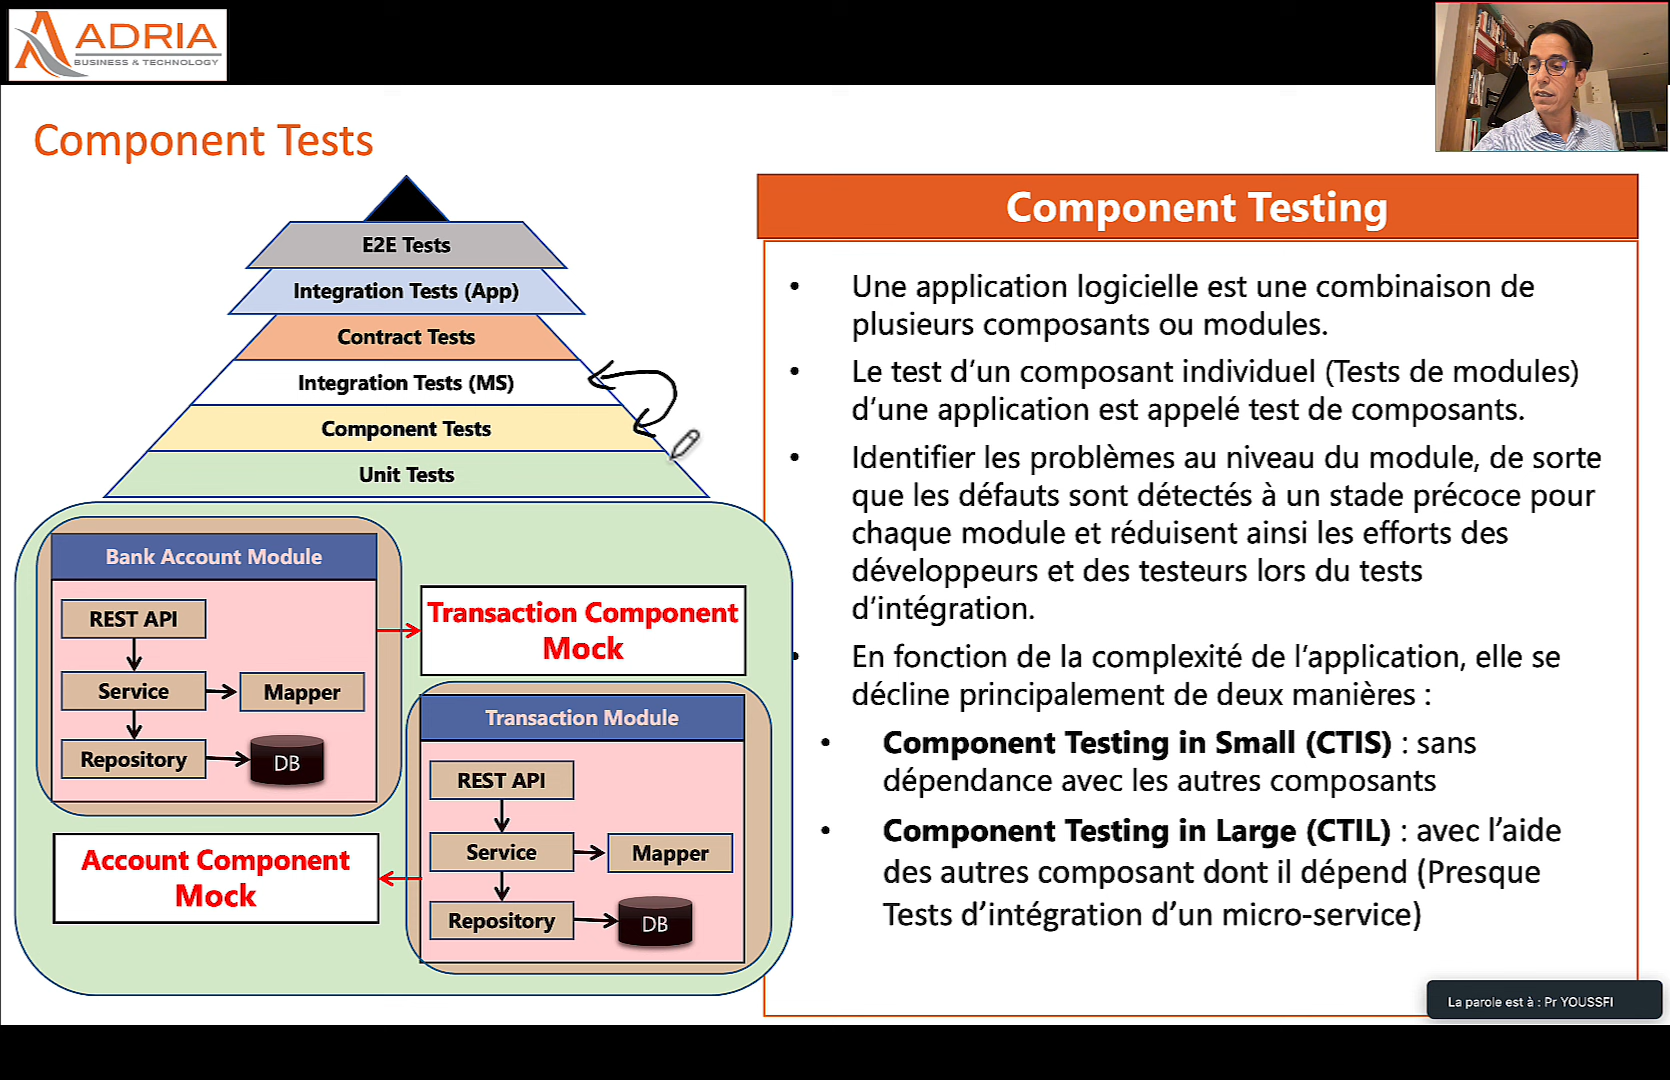 ADRIA
BUSINESS & TECHNOLOGY
Component Tests
E2E Tests
Integration Tests (App)
Contract Tests
Integration Tests (MS)
Component Tests
Unit Tests
Bank Account Module
REST API
Service
Mapper
Repository
DB
Transaction Component
Mock
Transaction Module
REST API
Service
Mapper
Repository
DB
Account Component
Mock
Component Testing
• Une application logicielle est une combinaison de
plusieurs composants ou modules.
• Le test d’un composant individuel (Tests de modules)
d’une application est appelé test de composants.
• Identifier les problèmes au niveau du module, de sorte
que les défauts sont détectés à un stade précoce pour
chaque module et réduisent ainsi les efforts des
développeurs et des testeurs lors du tests
d’intégration.
• En fonction de la complexité de l’application, elle se
décline principalement de deux manières :
• Component Testing in Small (CTIS) : sans
dépendance avec les autres composants
• Component Testing in Large (CTIL) : avec l’aide
des autres composant dont il dépend (Presque
Tests d’intégration d’un micro-service)
La parole est à : Pr YOUSSFI